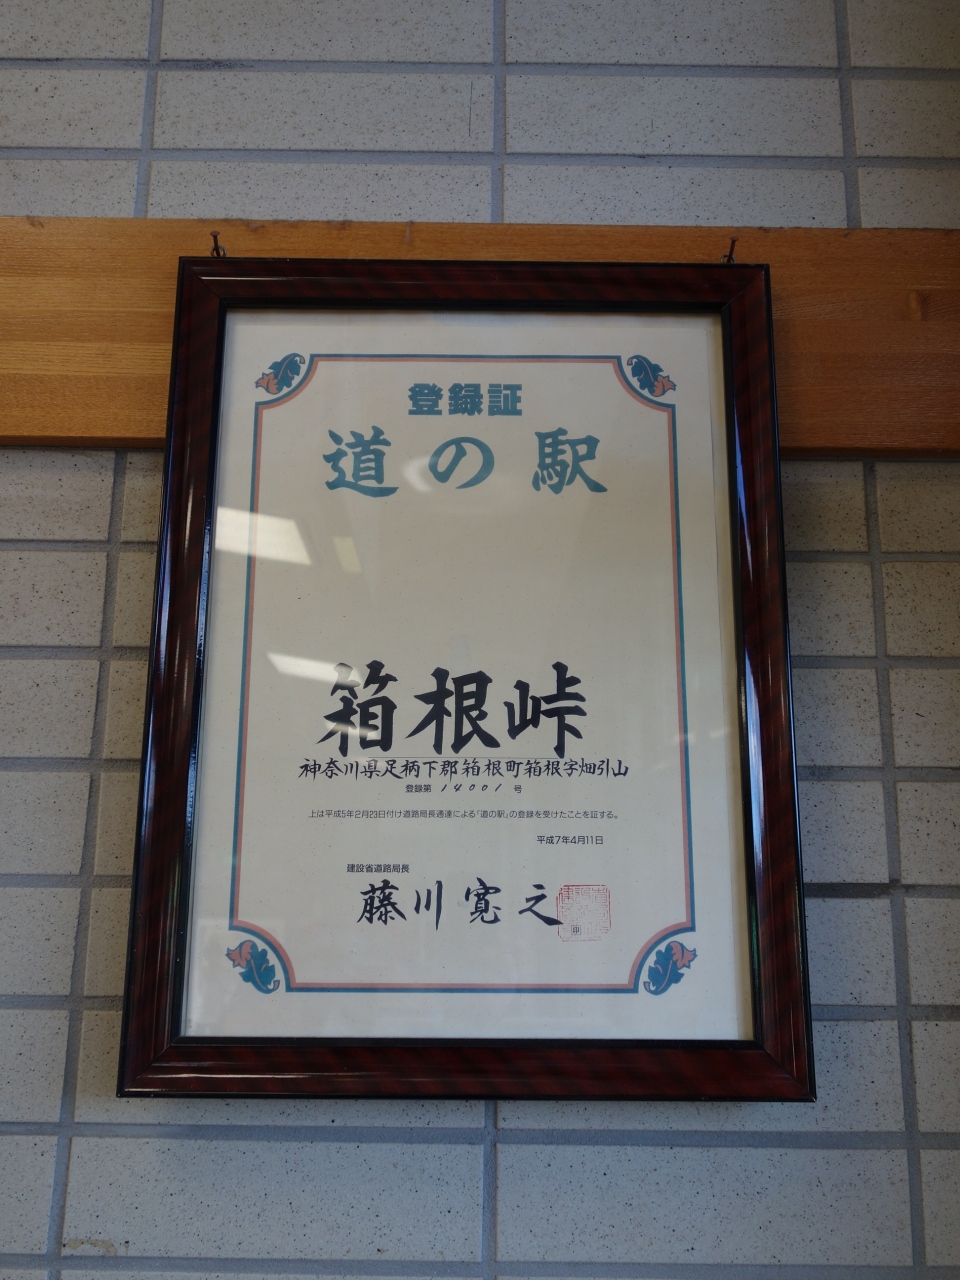 登録証
道の駅
箱根峠
神奈川県足柄下郡箱根町箱根字畑引山
登録第 14001 号
上は平成5年2月23日付け道路局長通達による「道の駅」の登録を受けたことを証する。
平成7年4月11日
建設省道路局長
藤川寛之